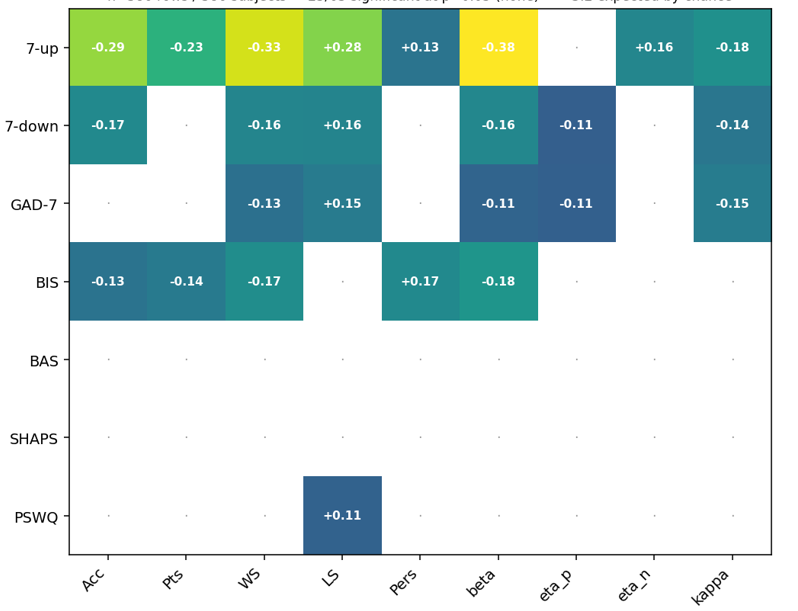 7-up -0.29 -0.23 -0.33 +0.28 +0.13 -0.38 · +0.16 -0.18
7-down -0.17 · -0.16 +0.16 · -0.16 -0.11 · -0.14
GAD-7 · · -0.13 +0.15 · -0.11 -0.11 · -0.15
BIS -0.13 -0.14 -0.17 · +0.17 -0.18 · · ·
BAS · · · · · · · · ·
SHAPS · · · · · · · · ·
PSWQ · · · +0.11 · · · · ·
Acc Pts WS LS Pers beta eta_p eta_n kappa